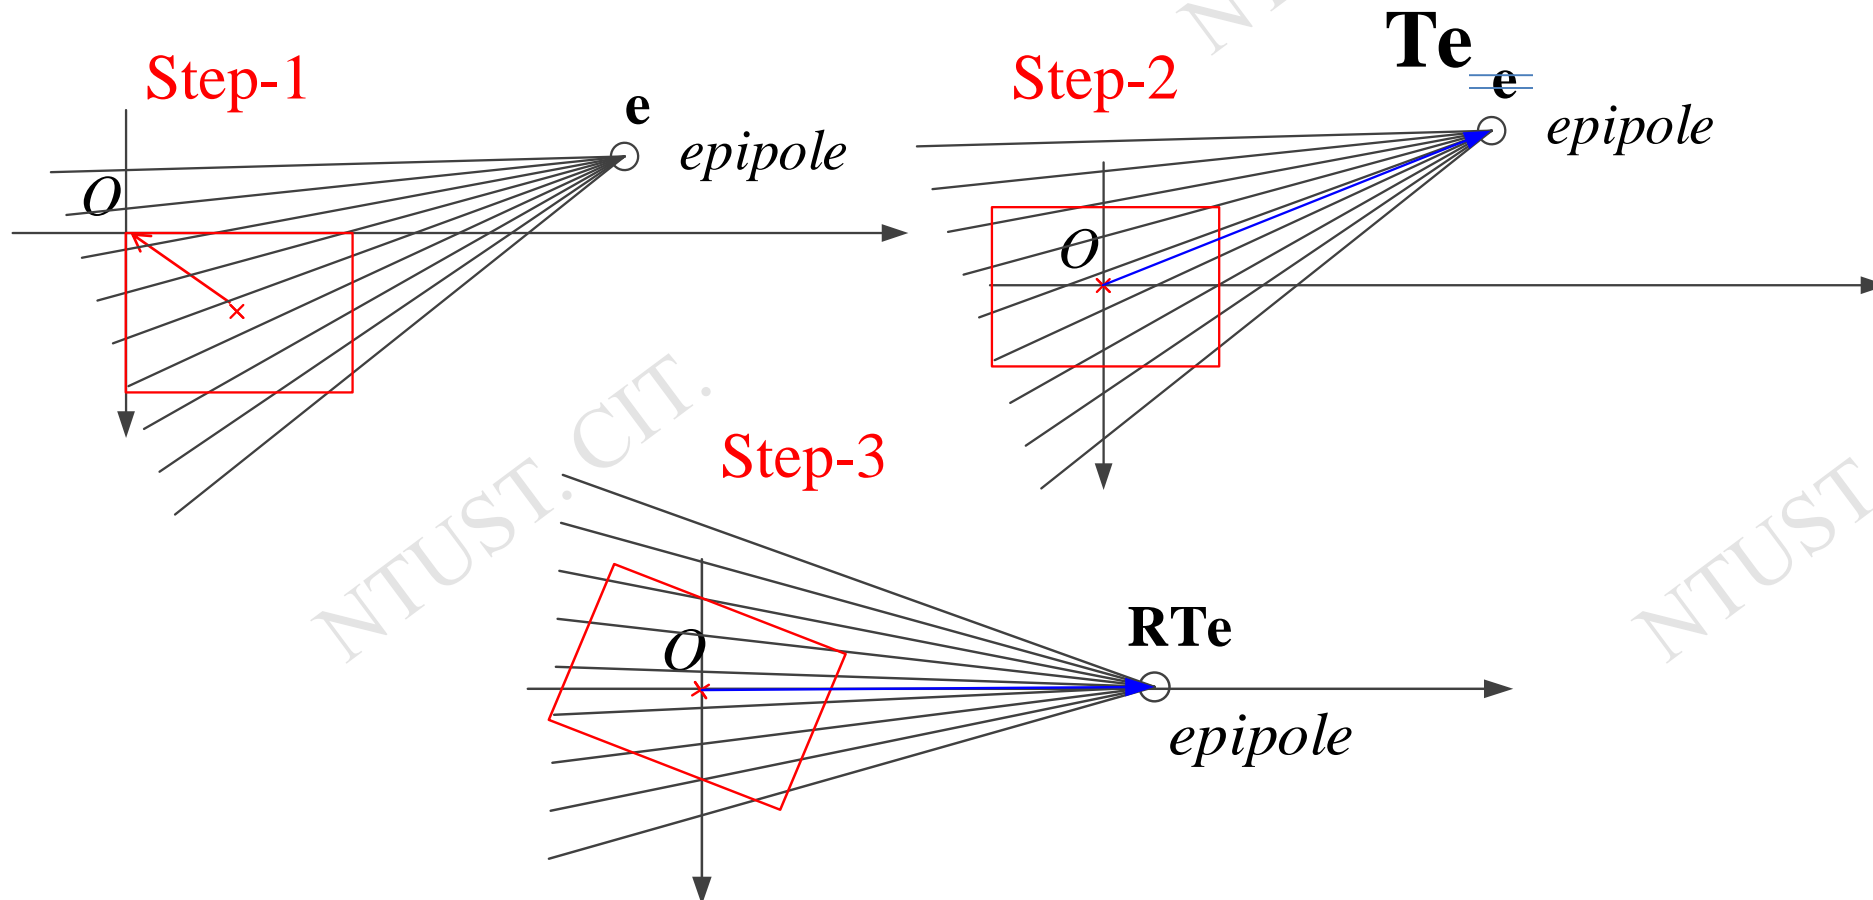 Step-1
e
epipole
O
Step-2
Te
e
epipole
O
Step-3
RTe
O
epipole
NTUST. CIT.
NTUST